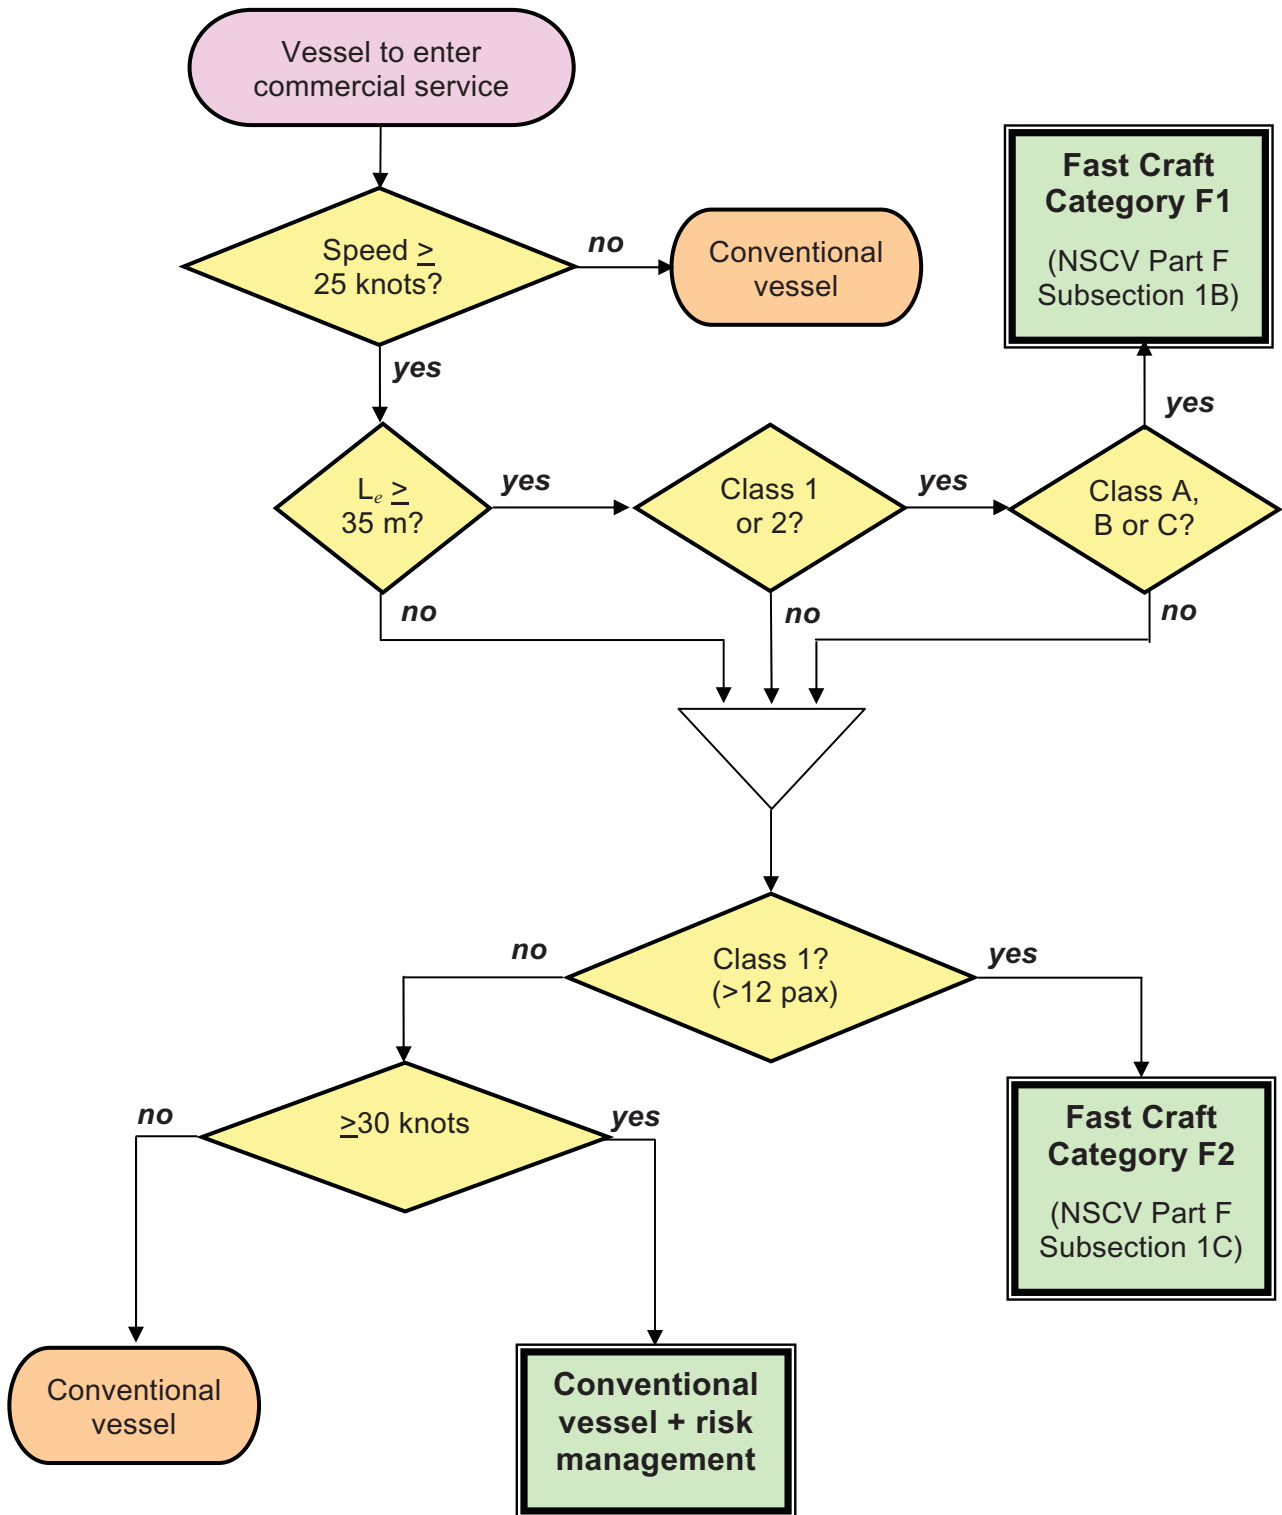 Vessel to enter
commercial service
Speed ≥
25 knots?
no
Conventional
vessel
Fast Craft
Category F1
(NSCV Part F
Subsection 1B)
yes
yes
Le ≥
35 m?
yes
Class 1
or 2?
yes
Class A,
B or C?
no
no
no
Class 1?
(>12 pax)
no
yes
≥30 knots
no
yes
Fast Craft
Category F2
(NSCV Part F
Subsection 1C)
Conventional
vessel
Conventional
vessel + risk
management